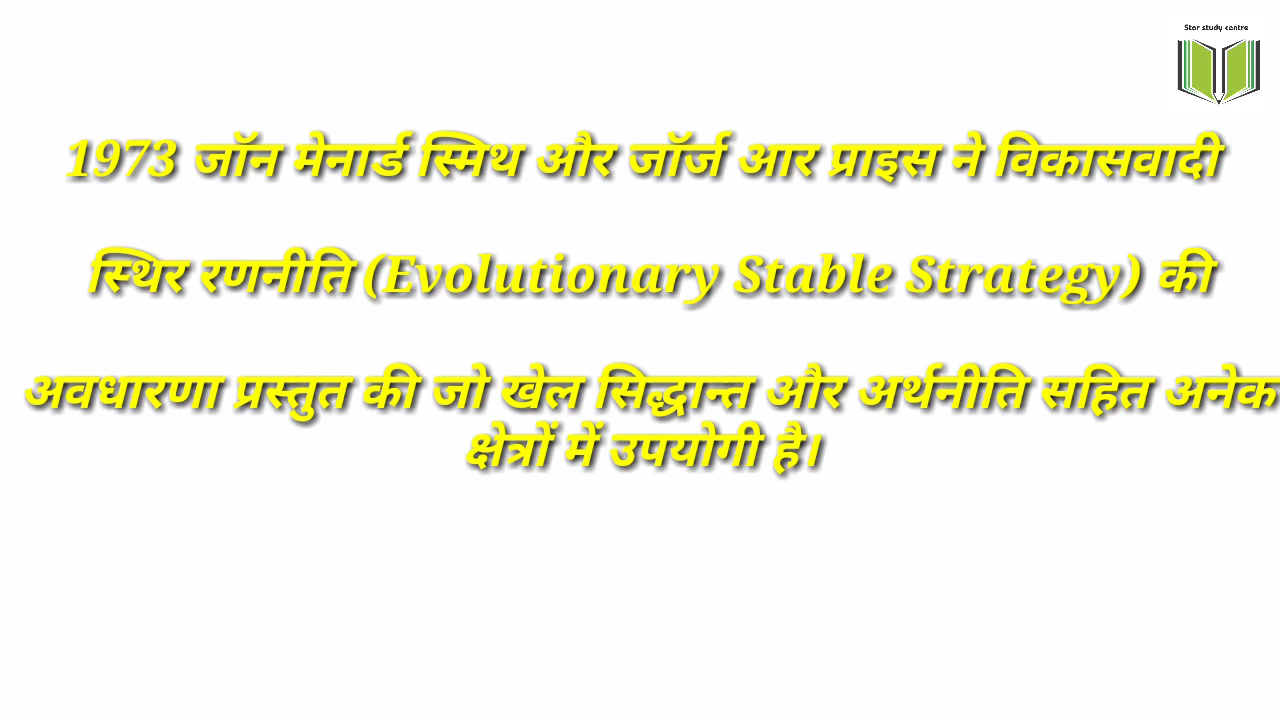 Star study centre
1973 जॉन मेनार्ड स्मिथ और जॉर्ज आर प्राइस ने विकासवादी
स्थिर रणनीति (Evolutionary Stable Strategy) की
अवधारणा प्रस्तुत की जो खेल सिद्धान्त और अर्थनीति सहित अनेक
क्षेत्रों में उपयोगी है।